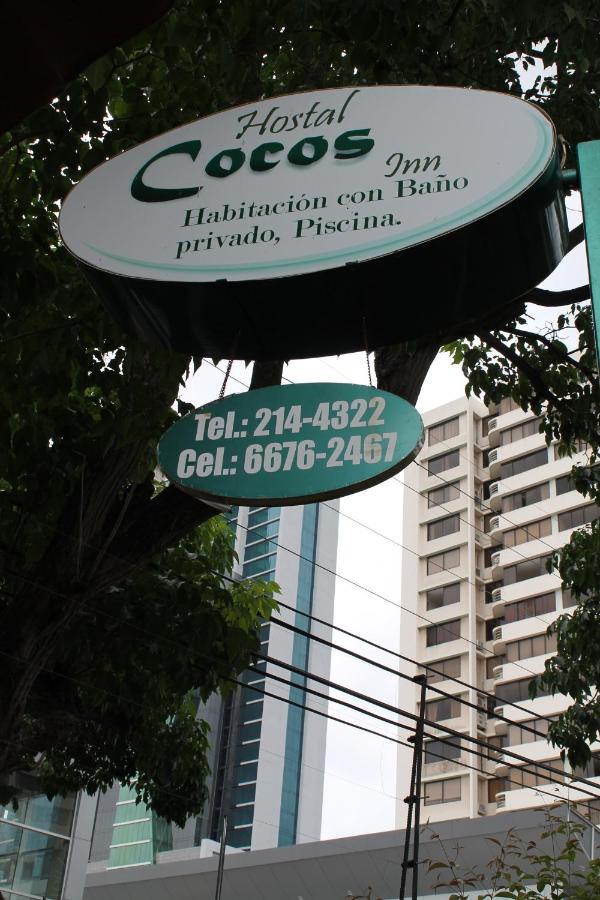 Hostal
Cocos Inn
Habitación con Baño
privado, Piscina.
Tel.: 214-4322
Cel.: 6676-2467